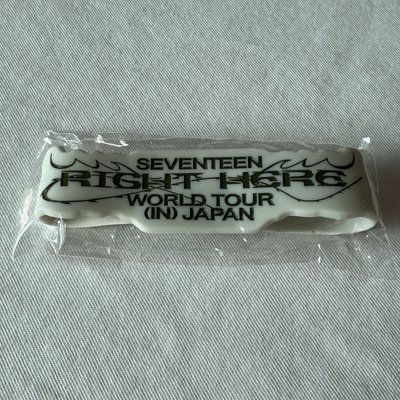 SEVENTEEN
RIGHT HERE
WORLD TOUR
(IN) JAPAN